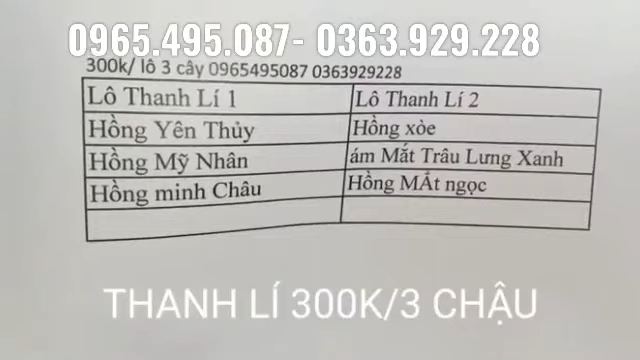 0965.495.087- 0363.929.228
300k/ lô 3 cây 0965495087 0363929228
Lô Thanh Lí 1 Lô Thanh Lí 2
Hồng Yên Thủy Hồng xòe
Hồng Mỹ Nhân ám Mắt Trâu Lưng Xanh
Hồng minh Châu Hồng MẮt ngọc
THANH LÍ 300K/3 CHẬU